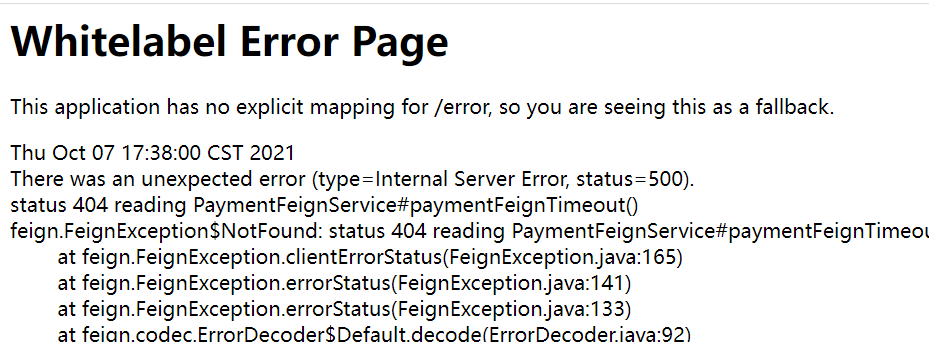 Whitelabel Error Page
This application has no explicit mapping for /error, so you are seeing this as a fallback.
Thu Oct 07 17:38:00 CST 2021
There was an unexpected error (type=Internal Server Error, status=500).
status 404 reading PaymentFeignService#paymentFeignTimeout()
feign.FeignException$NotFound: status 404 reading PaymentFeignService#paymentFeignTimeou
at feign.FeignException.clientErrorStatus(FeignException.java:165)
at feign.FeignException.errorStatus(FeignException.java:141)
at feign.FeignException.errorStatus(FeignException.java:133)
at feign.codec.ErrorDecoder$Default.decode(ErrorDecoder.java:92)